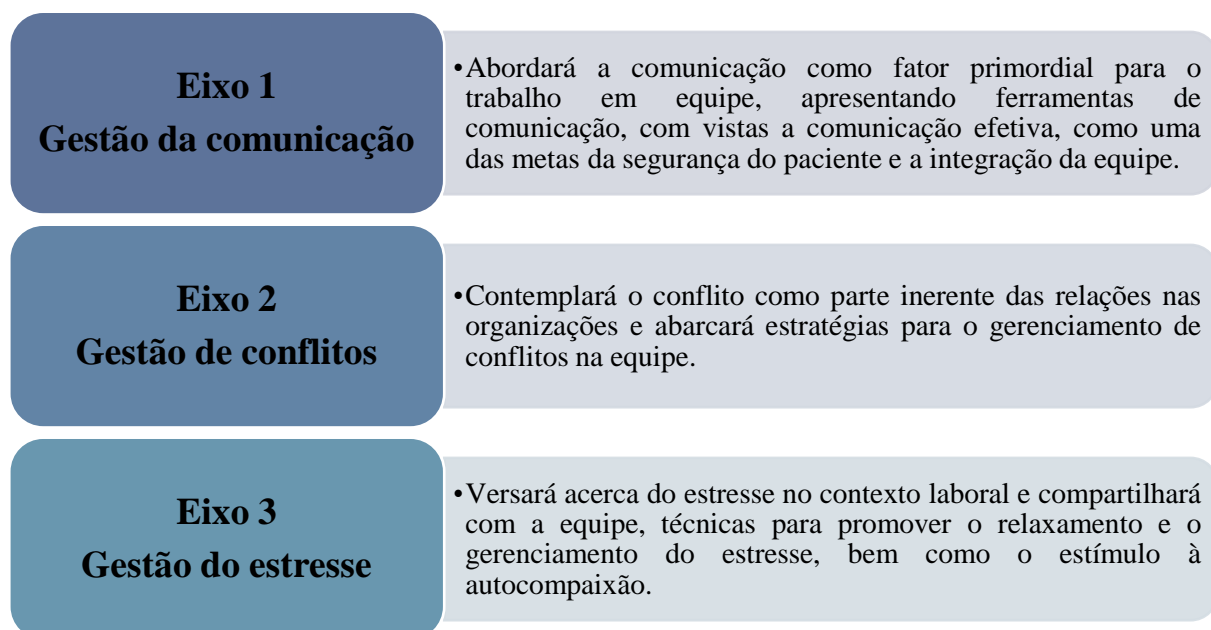 Eixo 1
Gestão da comunicação
•Abordará a comunicação como fator primordial para o
trabalho em equipe, apresentando ferramentas de
comunicação, com vistas a comunicação efetiva, como uma
das metas da segurança do paciente e a integração da equipe.
Eixo 2
Gestão de conflitos
•Contemplará o conflito como parte inerente das relações nas
organizações e abarcará estratégias para o gerenciamento de
conflitos na equipe.
Eixo 3
Gestão do estresse
•Versará acerca do estresse no contexto laboral e compartilhará
com a equipe, técnicas para promover o relaxamento e o
gerenciamento do estresse, bem como o estímulo à
autocompaixão.